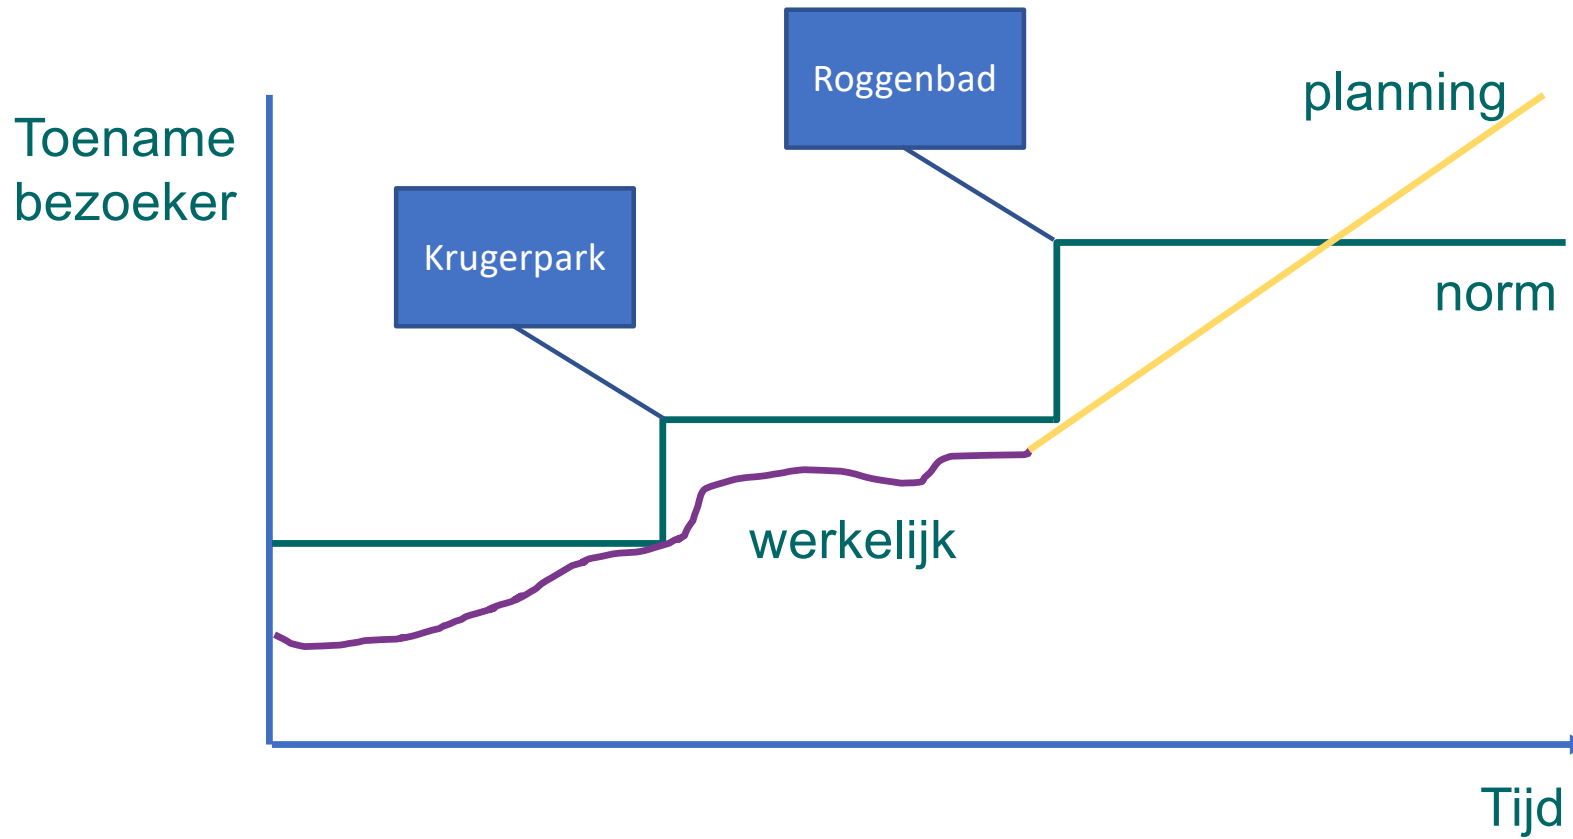 Roggenbad
planning
Toename
bezoeker
Krugerpark
norm
werkelijk
Tijd